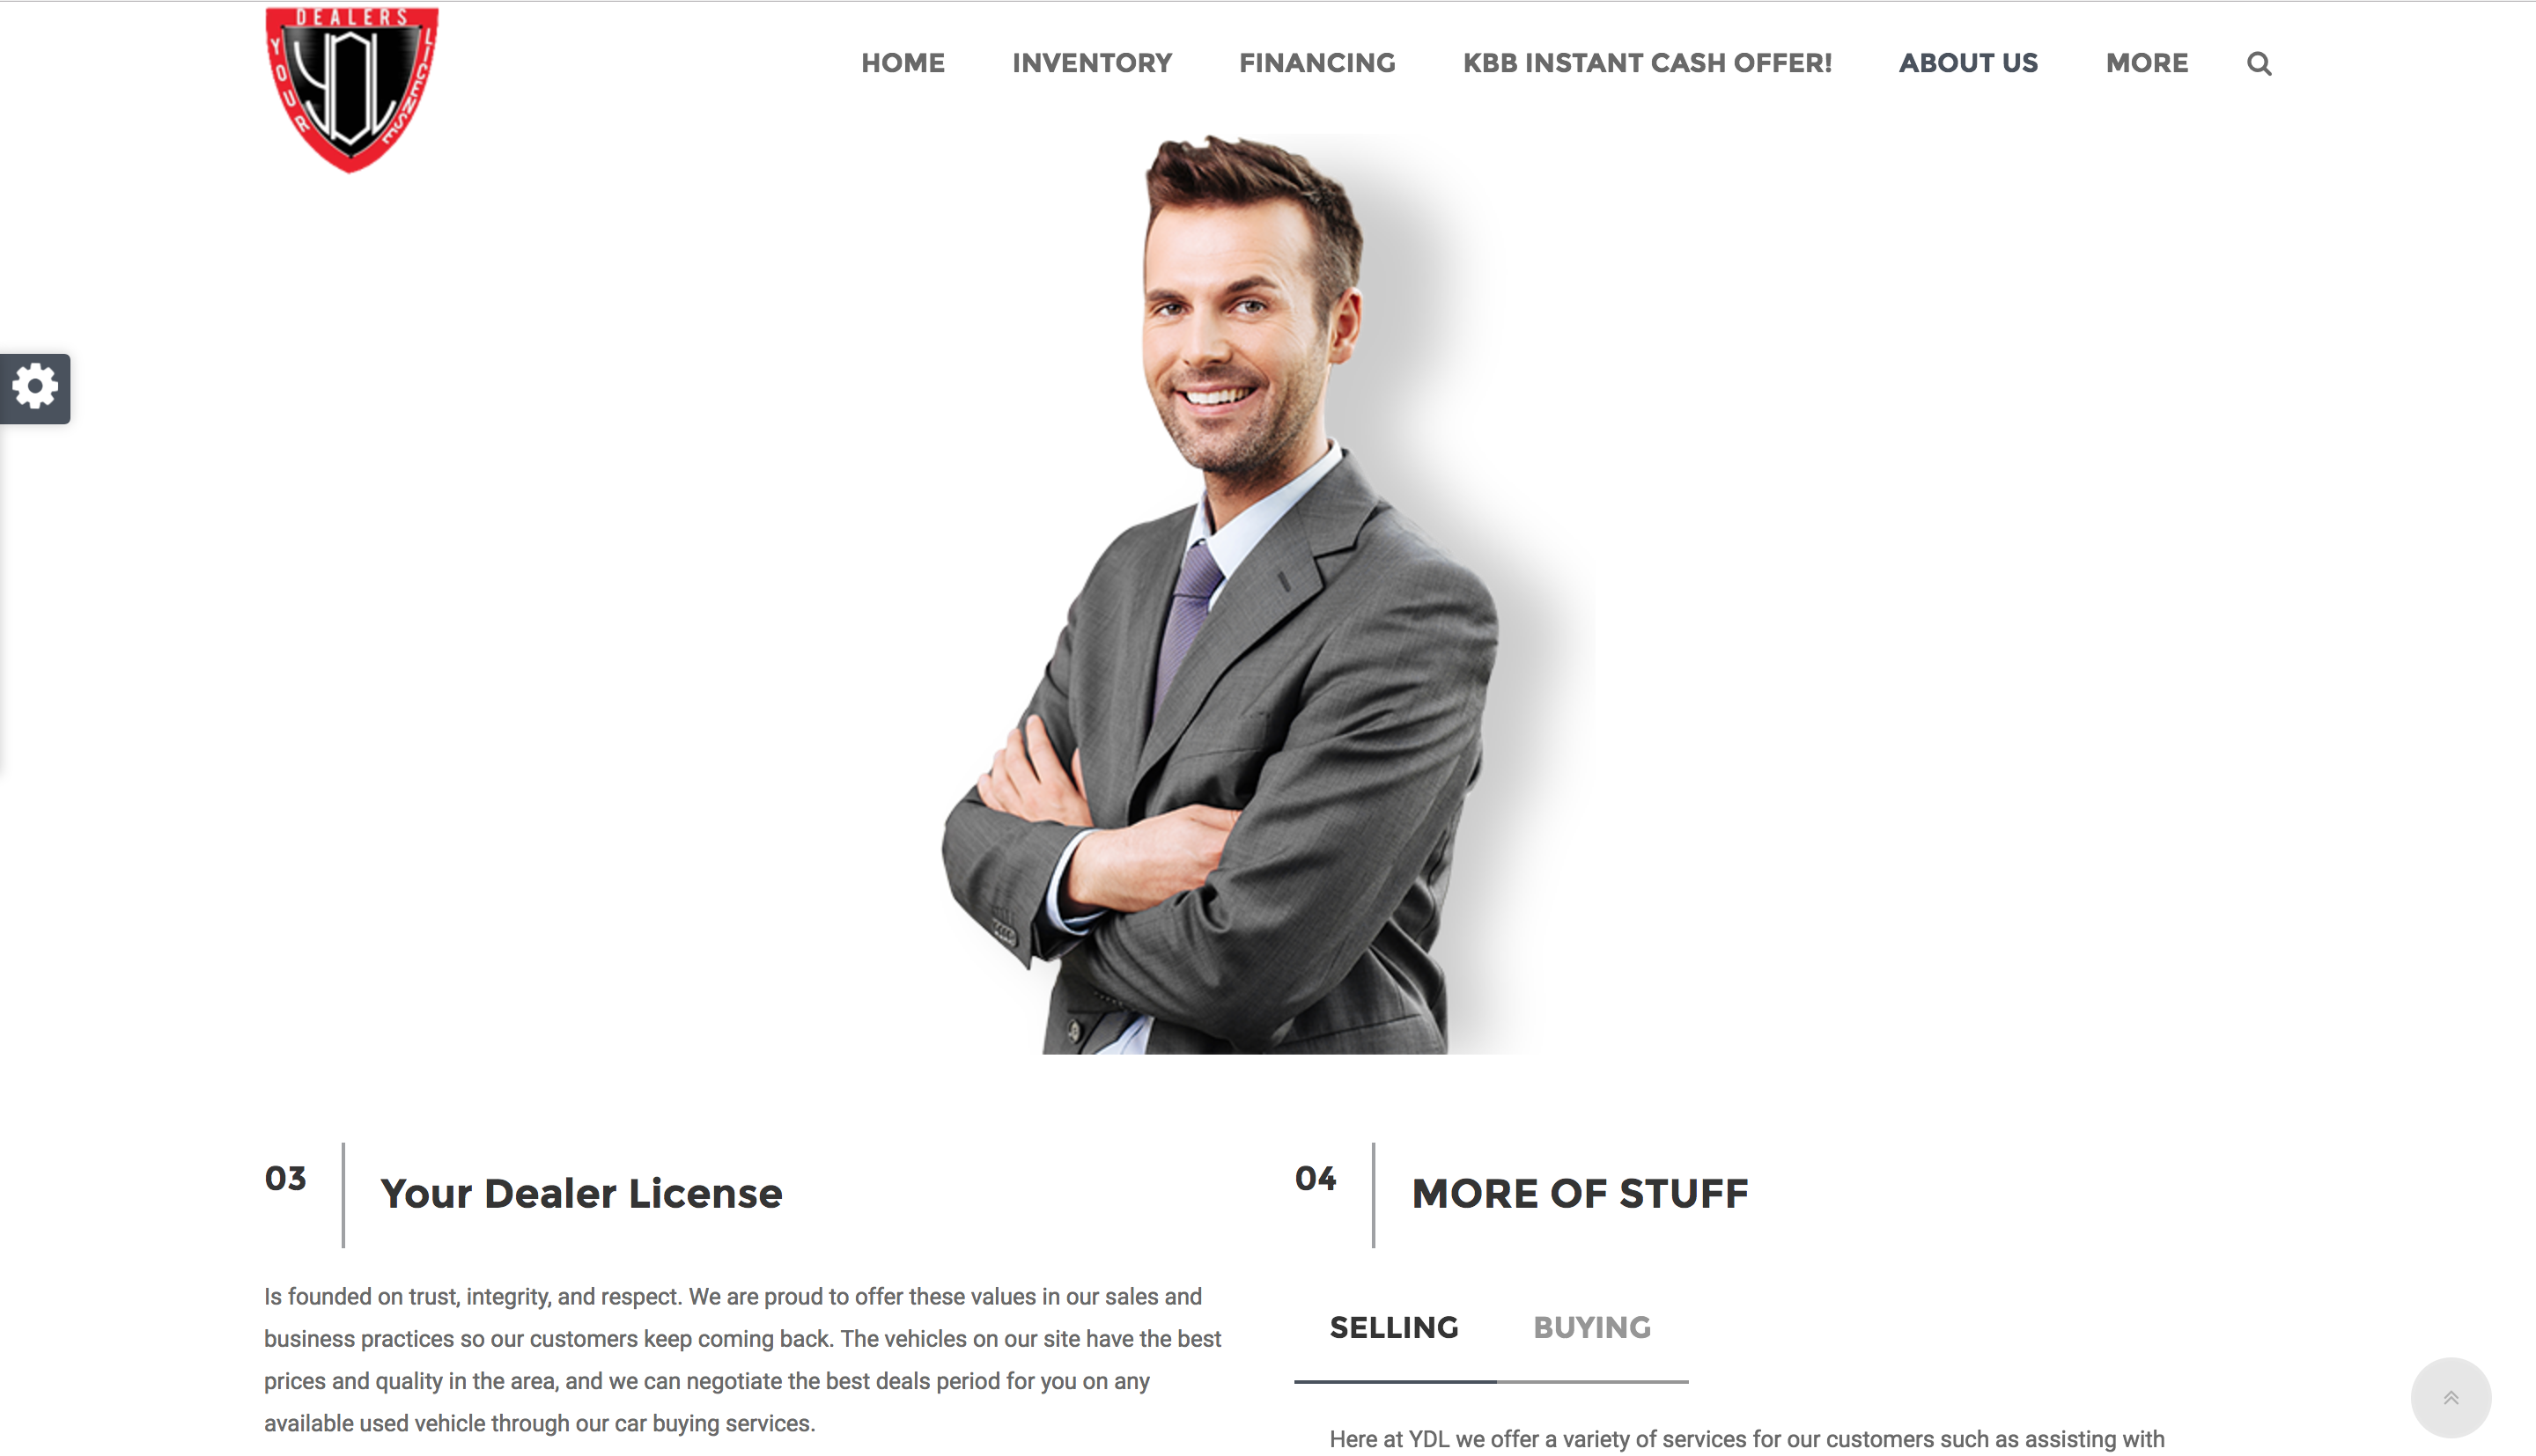 DEALERS
YOUR
LICENSE
YDL
HOME INVENTORY FINANCING KBB INSTANT CASH OFFER! ABOUT US MORE
03 Your Dealer License
Is founded on trust, integrity, and respect. We are proud to offer these values in our sales and
business practices so our customers keep coming back. The vehicles on our site have the best
prices and quality in the area, and we can negotiate the best deals period for you on any
available used vehicle through our car buying services.
04 MORE OF STUFF
SELLING BUYING
Here at YDL we offer a variety of services for our customers such as assisting with